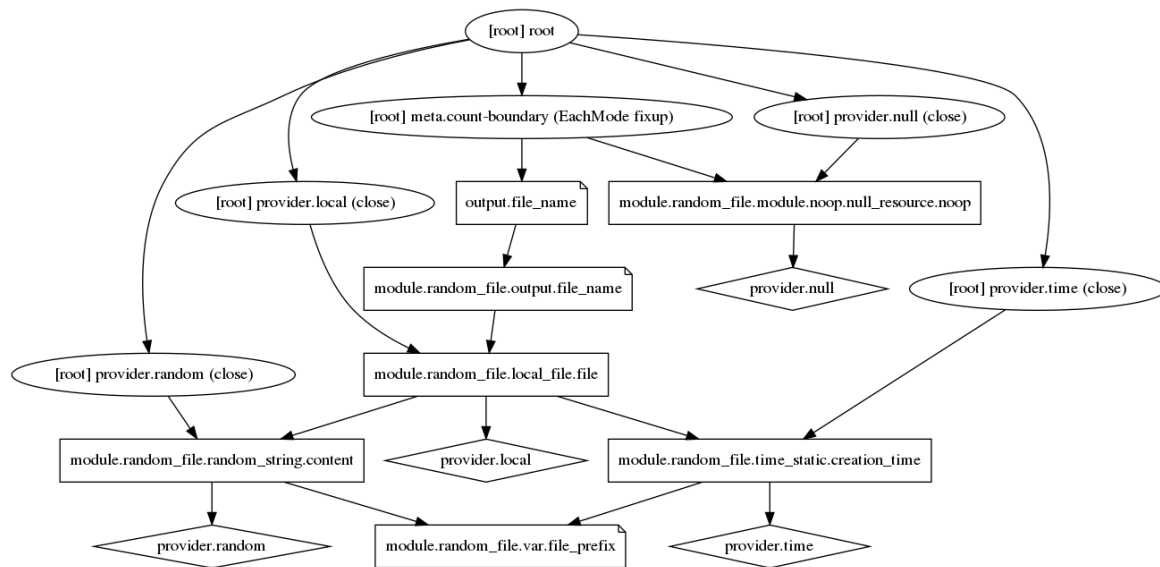 [root] root
[root] meta.count-boundary (EachMode fixup)
[root] provider.null (close)
[root] provider.local (close)
output.file_name
module.random_file.module.noop.null_resource.noop
module.random_file.output.file_name
provider.null
[root] provider.time (close)
[root] provider.random (close)
module.random_file.local_file.file
module.random_file.random_string.content
provider.local
module.random_file.time_static.creation_time
provider.random
module.random_file.var.file_prefix
provider.time